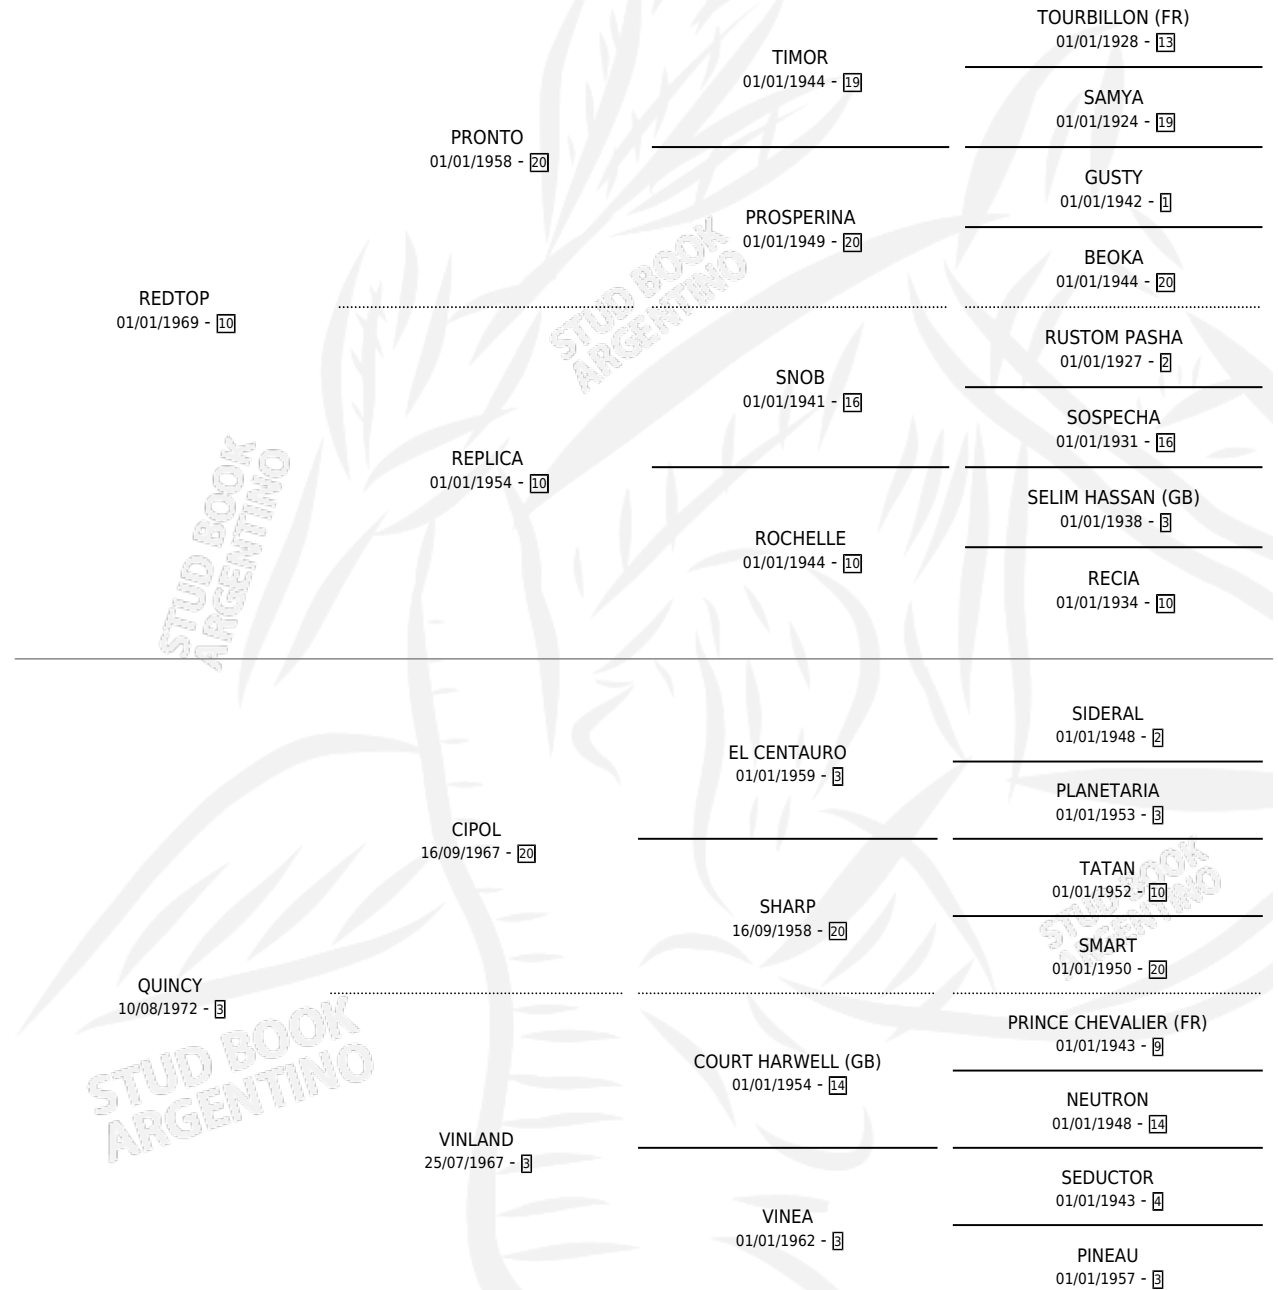 TOURBILLON (FR)
01/01/1928 - 13
TIMOR
01/01/1944 - 19
SAMYA
01/01/1924 - 19
PRONTO
01/01/1958 - 20
GUSTY
01/01/1942 - 1
PROSPERINA
01/01/1949 - 20
BEOKA
01/01/1944 - 20
REDTOP
01/01/1969 - 10
STUD BOOK
ARGENTINO
RUSTOM PASHA
01/01/1927 - 2
SNOB
01/01/1941 - 16
SOSPECHA
01/01/1931 - 16
REPLICA
01/01/1954 - 10
SELIM HASSAN (GB)
01/01/1938 - 3
ROCHELLE
01/01/1944 - 10
RECIA
01/01/1934 - 10
STUD BOOK
ARGENTINO
SIDERAL
01/01/1948 - 2
EL CENTAURO
01/01/1959 - 3
PLANETARIA
01/01/1953 - 3
CIPOL
16/09/1967 - 20
TATAN
01/01/1952 - 10
SHARP
16/09/1958 - 20
SMART
01/01/1950 - 20
STUD BOOK
ARGENTINO
QUINCY
10/08/1972 - 3
PRINCE CHEVALIER (FR)
01/01/1943 - 9
COURT HARWELL (GB)
01/01/1954 - 14
NEUTRON
01/01/1948 - 14
STUD BOOK
ARGENTINO
VINLAND
25/07/1967 - 3
SEDUCTOR
01/01/1943 - 4
VINEA
01/01/1962 - 3
PINEAU
01/01/1957 - 3